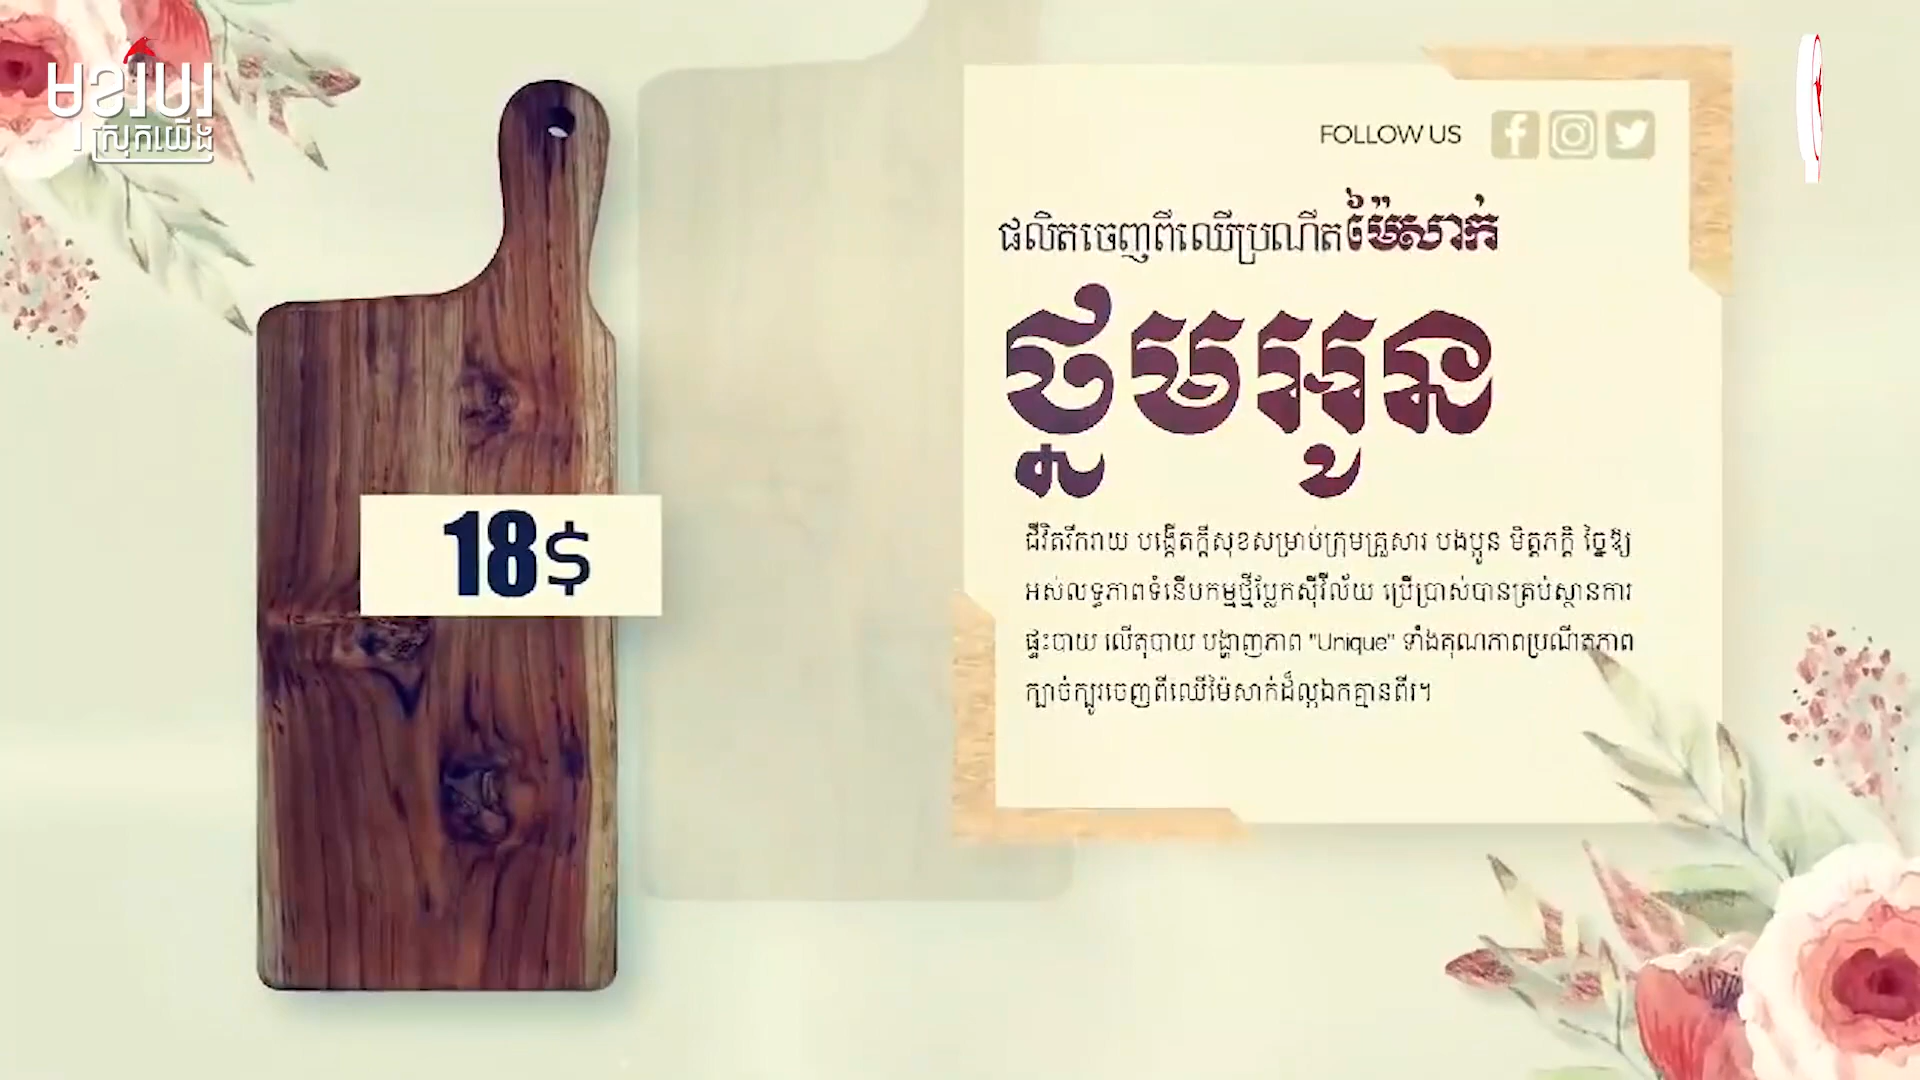 មុខរបរ
ស្រុកយើង
FOLLOW US
ផលិតចេញពីឈើប្រណីតម៉ៃសាក់
ថ្នមអូន
18$
ជីវិតរីករាយ បង្កើតក្តីសុខសម្រាប់ក្រុមគ្រួសារ បងប្អូន មិត្តភក្តិ ច្នៃឱ្យ
អស់លទ្ធភាពទំនើបកម្មថ្មីប្លែកស៊ីវីល័យ ប្រើប្រាស់បានគ្រប់ស្ថានការ
ផ្ទះបាយ លើតុបាយ បង្ហាញភាព "Unique" ទាំងគុណភាពប្រណីតភាព
ក្បាច់ក្បូរចេញពីឈើម៉ៃសាក់ដ៏ល្អឯកគ្មានពីរ។